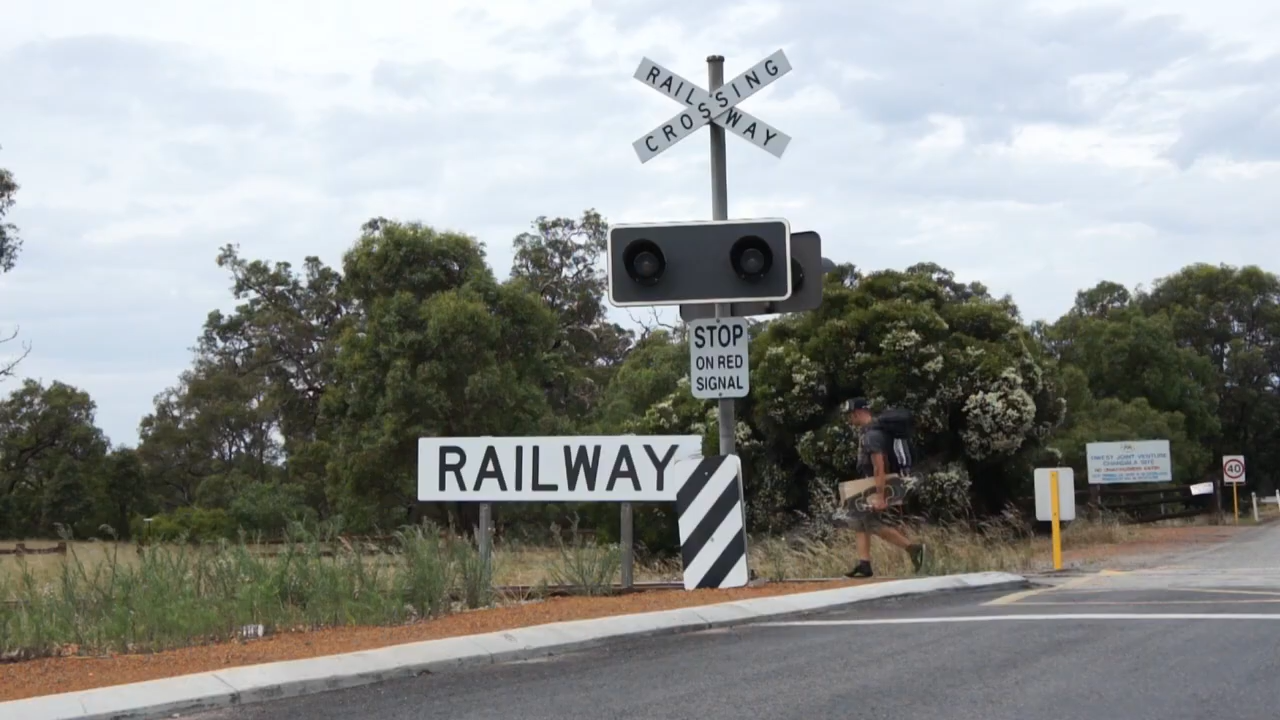 RAILWAY
CROSSING
STOP
ON RED
SIGNAL
RAILWAY
40